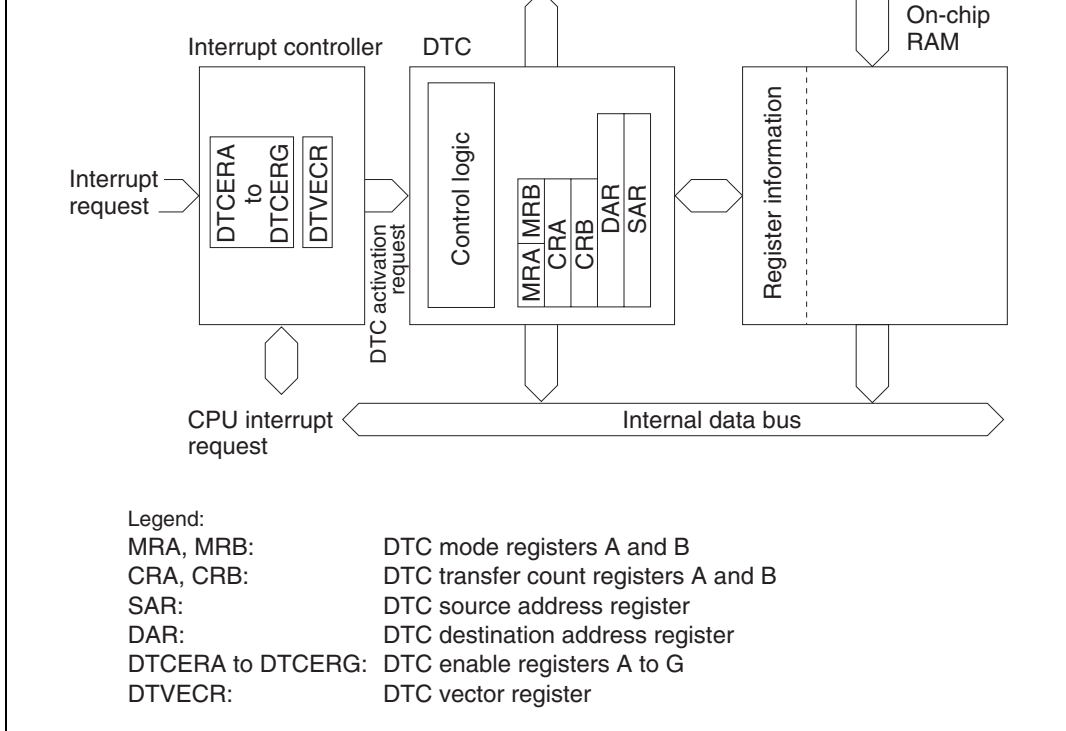 On-chip
RAM
Interrupt controller
DTC
Interrupt
request
DTCERA
to
DTCERG
DTVECR
DTC activation
request
Control logic
MRA MRB
CRA
CRB
DAR
SAR
Register information
CPU interrupt
request
Internal data bus
Legend:
MRA, MRB: DTC mode registers A and B
CRA, CRB: DTC transfer count registers A and B
SAR: DTC source address register
DAR: DTC destination address register
DTCERA to DTCERG: DTC enable registers A to G
DTVECR: DTC vector register